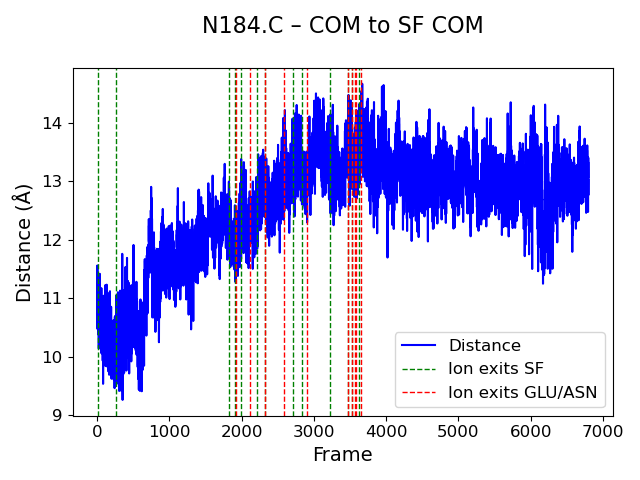 N184.C – COM to SF COM
Distance (Å)
14
13
12
11
10
9
0 1000 2000 3000 4000 5000 6000 7000
Frame
Distance
Ion exits SF
Ion exits GLU/ASN